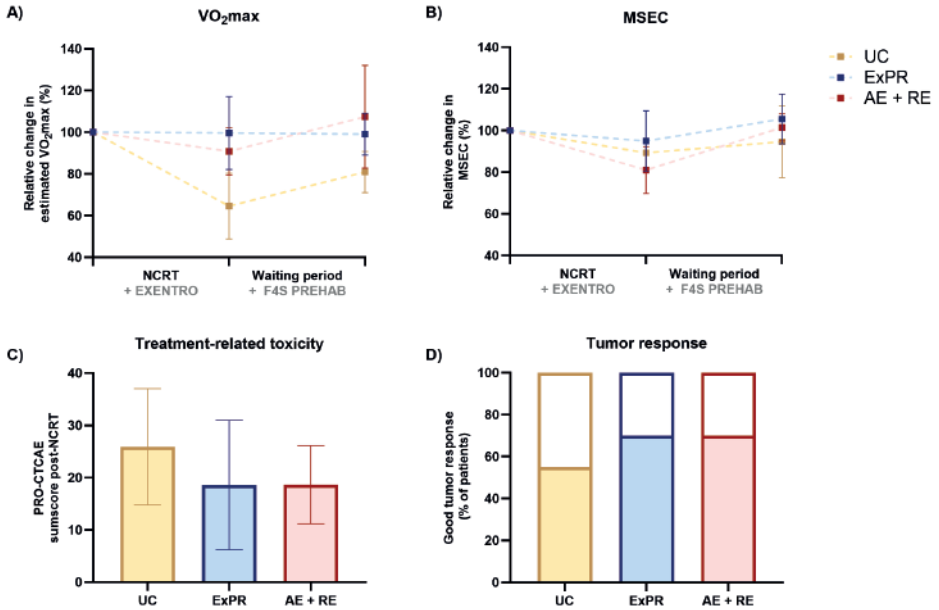 A)
VO₂max
Relative change in
estimated VO₂max (%)
140
120
100
80
60
40
NCRT
+ EXENTRO
Waiting period
+ F4S PREHAB
B)
MSEC
Relative change in
MSEC (%)
140
120
100
80
60
40
NCRT
+ EXENTRO
Waiting period
+ F4S PREHAB
UC
ExPR
AE + RE
C)
Treatment-related toxicity
PRO-CTCAE
sumscore post-NCRT
40
30
20
10
0
UC
ExPR
AE + RE
D)
Tumor response
Good tumor response
(% of patients)
100
80
60
40
20
0
UC
ExPR
AE + RE